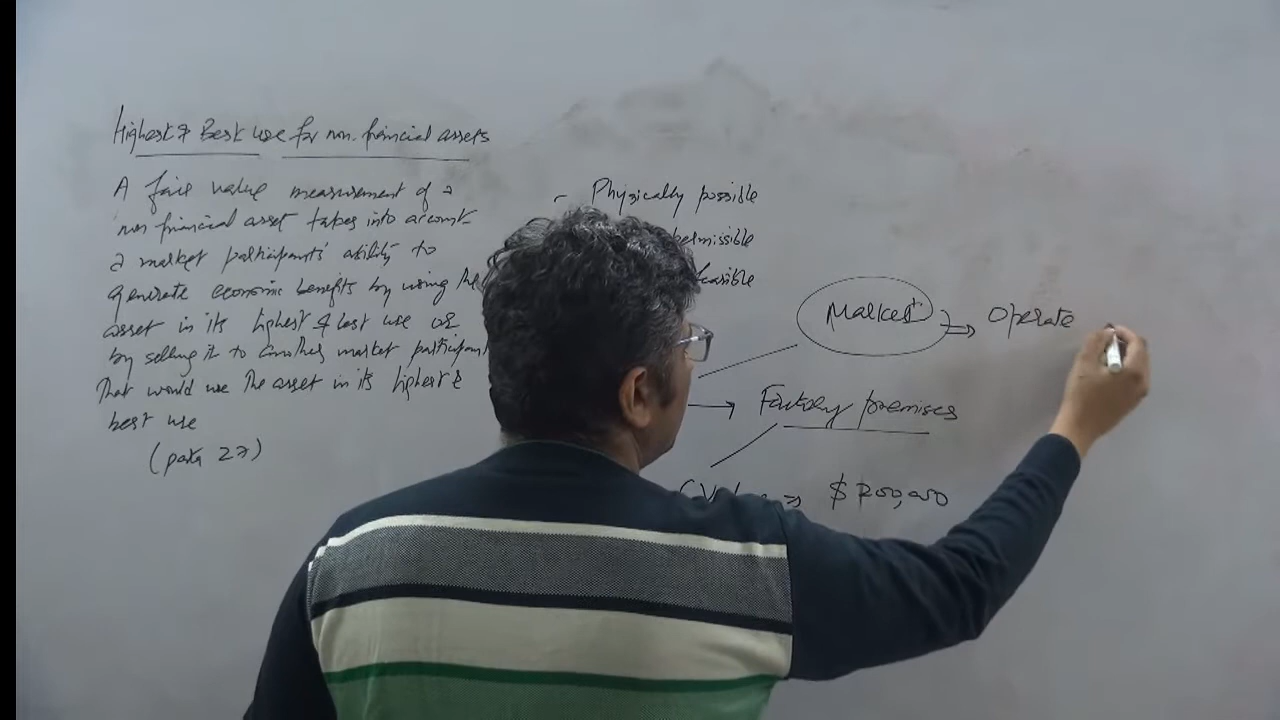 Highest & Best use for non. financial assets
A fair value measurement of a
non financial asset takes into account
a market participants' ability to
generate economic benefits by using the
asset in its highest & best use or
by selling it to another market participant
That would use the asset in its highest &
best use
(para 27)
- Physically possible
permissible
feasible
Market
⇒ operate
→ Factory premises
⇒ $ 200,000